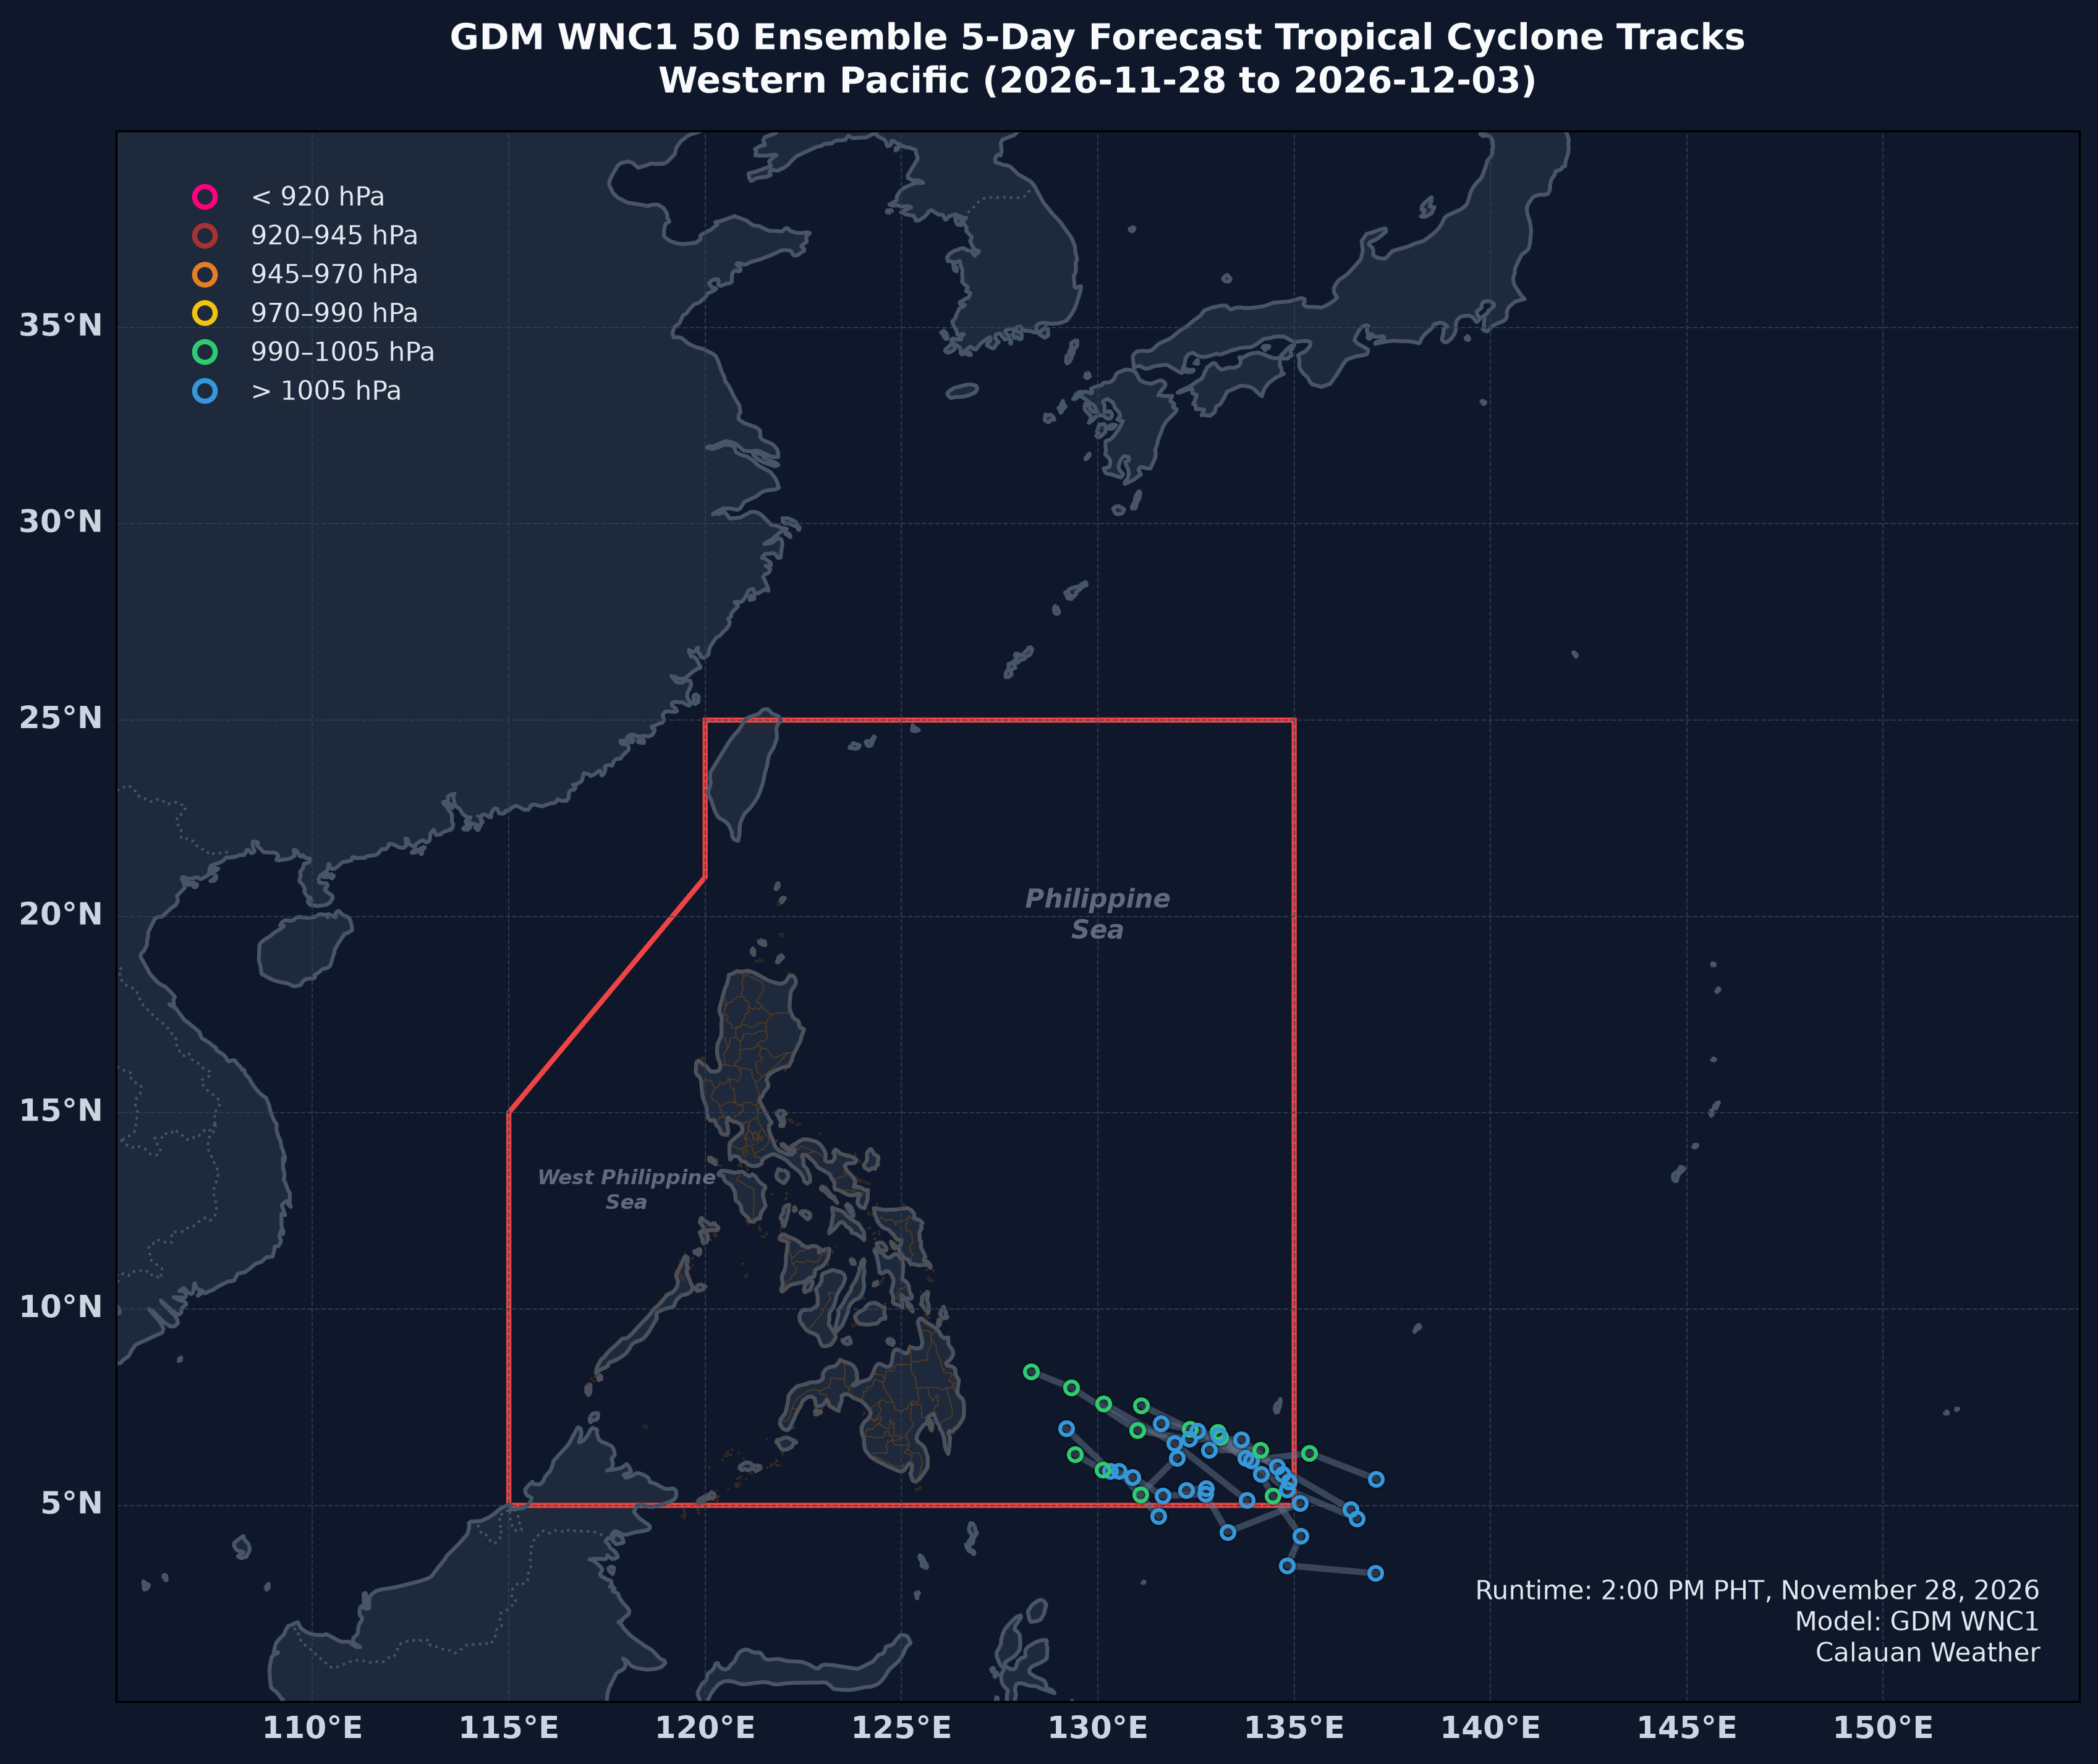 GDM WNC1 50 Ensemble 5-Day Forecast Tropical Cyclone Tracks
Western Pacific (2026-11-28 to 2026-12-03)
< 920 hPa
920–945 hPa
945–970 hPa
970–990 hPa
990–1005 hPa
> 1005 hPa
35°N
30°N
25°N
20°N
15°N
10°N
5°N
Philippine
Sea
West Philippine
Sea
Runtime: 2:00 PM PHT, November 28, 2026
Model: GDM WNC1
Calauan Weather
110°E
115°E
120°E
125°E
130°E
135°E
140°E
145°E
150°E